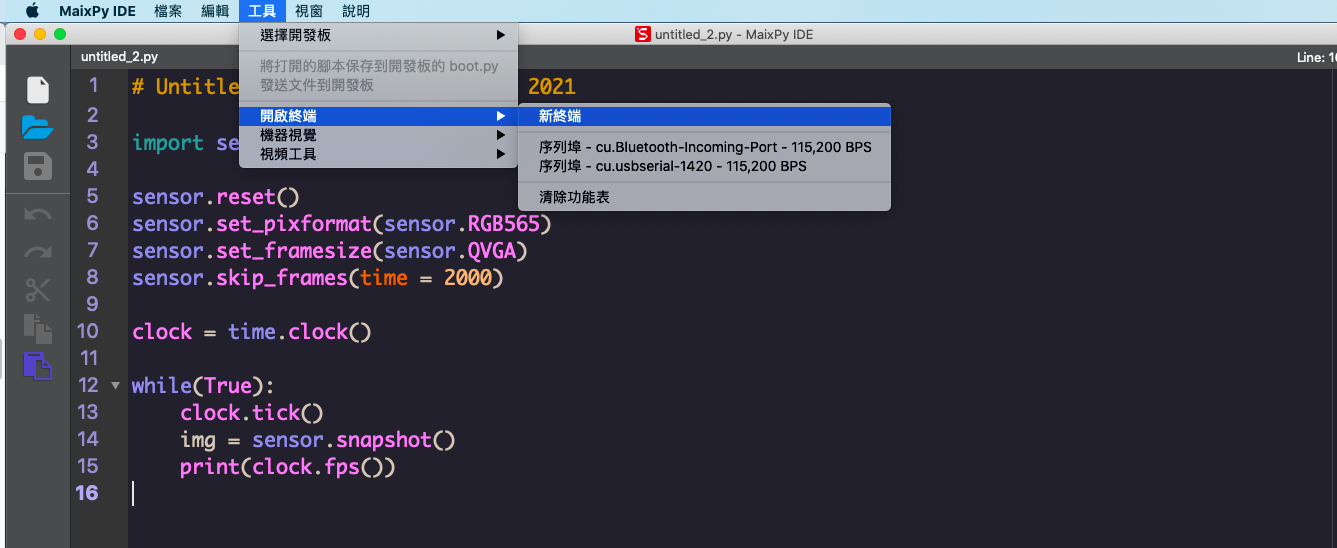 MaixPy IDE 檔案 編輯 工具 視窗 說明
untitled_2.py - MaixPy IDE
untitled_2.py
Line: 1
選擇開發板
將打開的腳本保存到開發板的 boot.py
發送文件到開發板
開啟終端
機器視覺
視頻工具
新終端
序列埠 - cu.Bluetooth-Incoming-Port - 115,200 BPS
序列埠 - cu.usbserial-1420 - 115,200 BPS
清除功能表
1 # Untitle 2021
2
3 import se
4
5 sensor.reset()
6 sensor.set_pixformat(sensor.RGB565)
7 sensor.set_framesize(sensor.QVGA)
8 sensor.skip_frames(time = 2000)
9
10 clock = time.clock()
11
12 while(True):
13 clock.tick()
14 img = sensor.snapshot()
15 print(clock.fps())
16